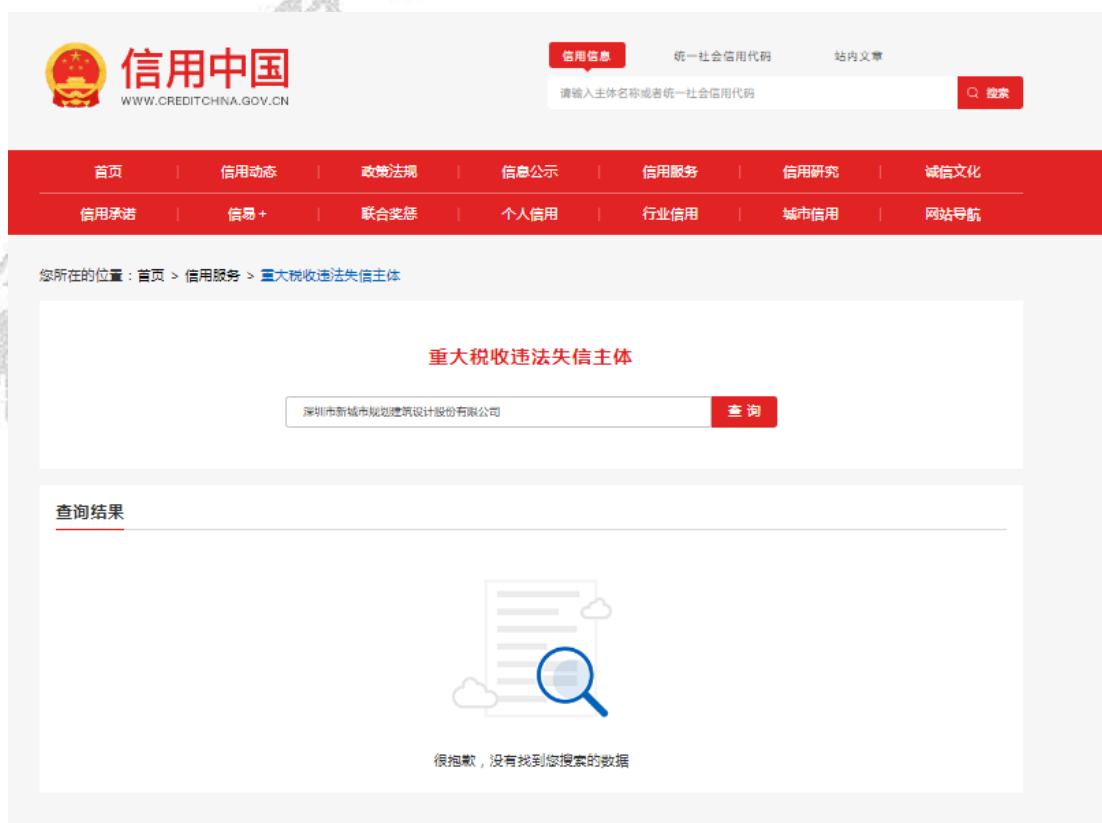 信用中国
WWW.CREDITCHINA.GOV.CN
信用信息 统一社会信用代码 站内文章
请输入主体名称或者统一社会信用代码 搜索
首页 | 信用动态 | 政策法规 | 信息公示 | 信用服务 | 信用研究 | 诚信文化
信用承诺 | 信易+ | 联合奖惩 | 个人信用 | 行业信用 | 城市信用 | 网站导航
您所在的位置：首页 > 信用服务 > 重大税收违法失信主体
重大税收违法失信主体
深圳市新城市规划建筑设计股份有限公司 查询
查询结果
很抱歉，没有找到您搜索的数据